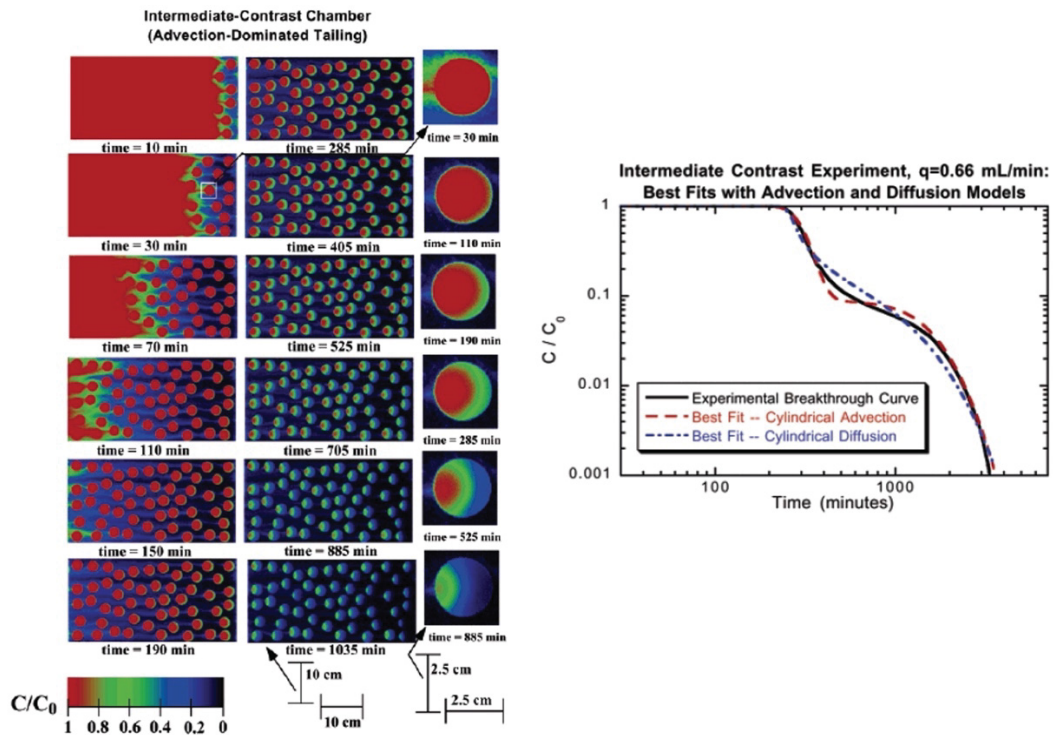 Intermediate-Contrast Chamber
(Advection-Dominated Tailing)
time = 10 min
time = 285 min
time = 30 min
time = 30 min
time = 405 min
time = 110 min
time = 70 min
time = 525 min
time = 190 min
time = 110 min
time = 705 min
time = 285 min
time = 150 min
time = 885 min
time = 525 min
time = 190 min
time = 1035 min
time = 885 min
10 cm
10 cm
2.5 cm
2.5 cm
C/C0
1 0.8 0.6 0.4 0.2 0
Intermediate Contrast Experiment, q=0.66 mL/min:
Best Fits with Advection and Diffusion Models
1
0.1
0.01
0.001
C / C0
Experimental Breakthrough Curve
Best Fit -- Cylindrical Advection
Best Fit -- Cylindrical Diffusion
100
1000
Time (minutes)